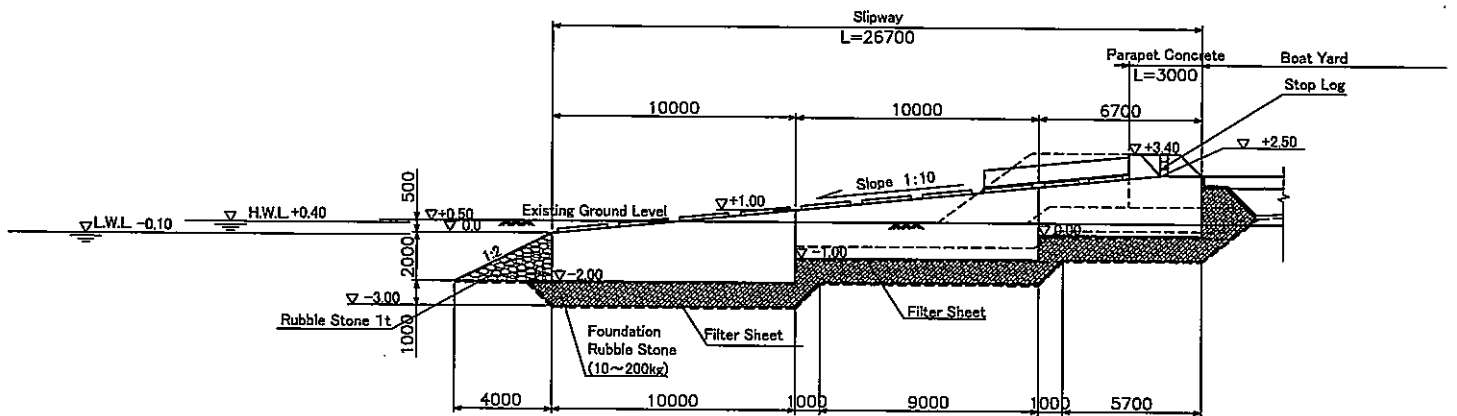 Slipway
L=26700
Parapet Concrete
Boat Yard
L=3000
Stop Log
10000
10000
6700
+3.40
+2.50
500
Slope 1:10
+1.00
H.W.L. +0.40
+0.50
Existing Ground Level
L.W.L. -0.10
0.0
0.00
1:2
2000
-1.00
-2.00
-3.00
Rubble Stone 1t
1000
Foundation
Rubble Stone
(10~200kg)
Filter Sheet
Filter Sheet
4000
10000
1000
9000
1000
5700